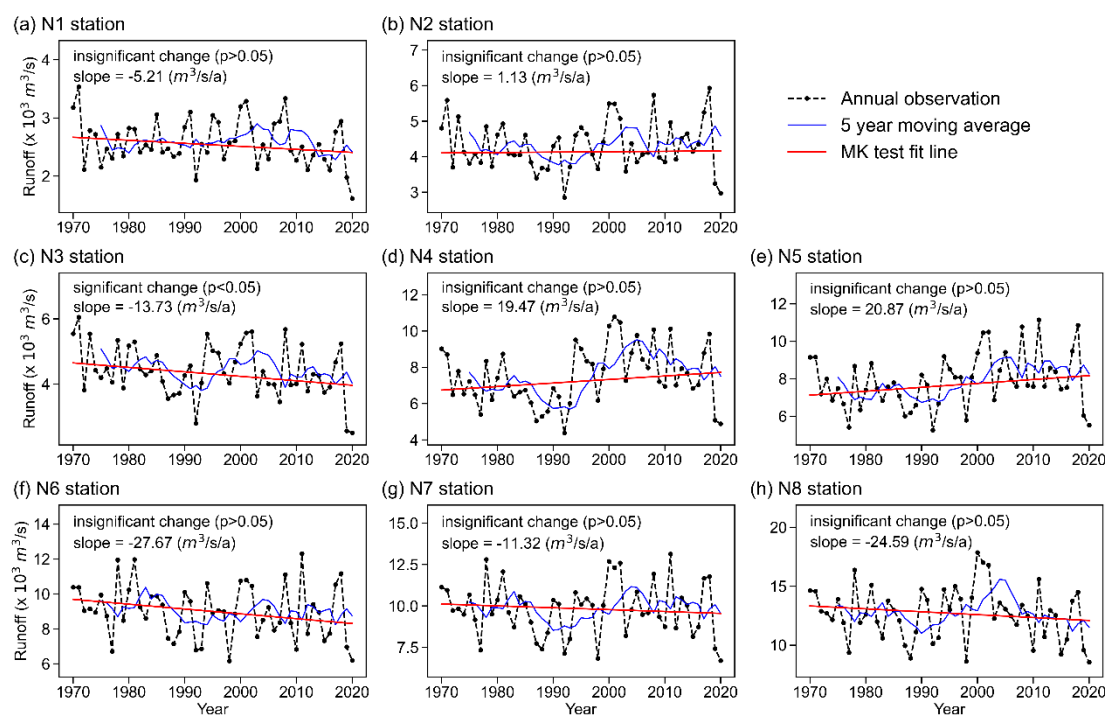 (a) N1 station
insignificant change (p>0.05)
slope = -5.21 (m³/s/a)
Runoff (x 10³ m³/s)
4
3
2
1970 1980 1990 2000 2010 2020
(b) N2 station
insignificant change (p>0.05)
slope = 1.13 (m³/s/a)
7
6
5
4
3
1970 1980 1990 2000 2010 2020
Annual observation
5 year moving average
MK test fit line
(c) N3 station
significant change (p<0.05)
slope = -13.73 (m³/s/a)
Runoff (x 10³ m³/s)
6
4
1970 1980 1990 2000 2010 2020
(d) N4 station
insignificant change (p>0.05)
slope = 19.47 (m³/s/a)
12
10
8
6
4
1970 1980 1990 2000 2010 2020
(e) N5 station
insignificant change (p>0.05)
slope = 20.87 (m³/s/a)
12
10
8
6
1970 1980 1990 2000 2010 2020
(f) N6 station
insignificant change (p>0.05)
slope = -27.67 (m³/s/a)
Runoff (x 10³ m³/s)
14
12
10
8
6
1970 1980 1990 2000 2010 2020
(g) N7 station
insignificant change (p>0.05)
slope = -11.32 (m³/s/a)
15.0
12.5
10.0
7.5
1970 1980 1990 2000 2010 2020
Year
(h) N8 station
insignificant change (p>0.05)
slope = -24.59 (m³/s/a)
20
15
10
1970 1980 1990 2000 2010 2020
Year